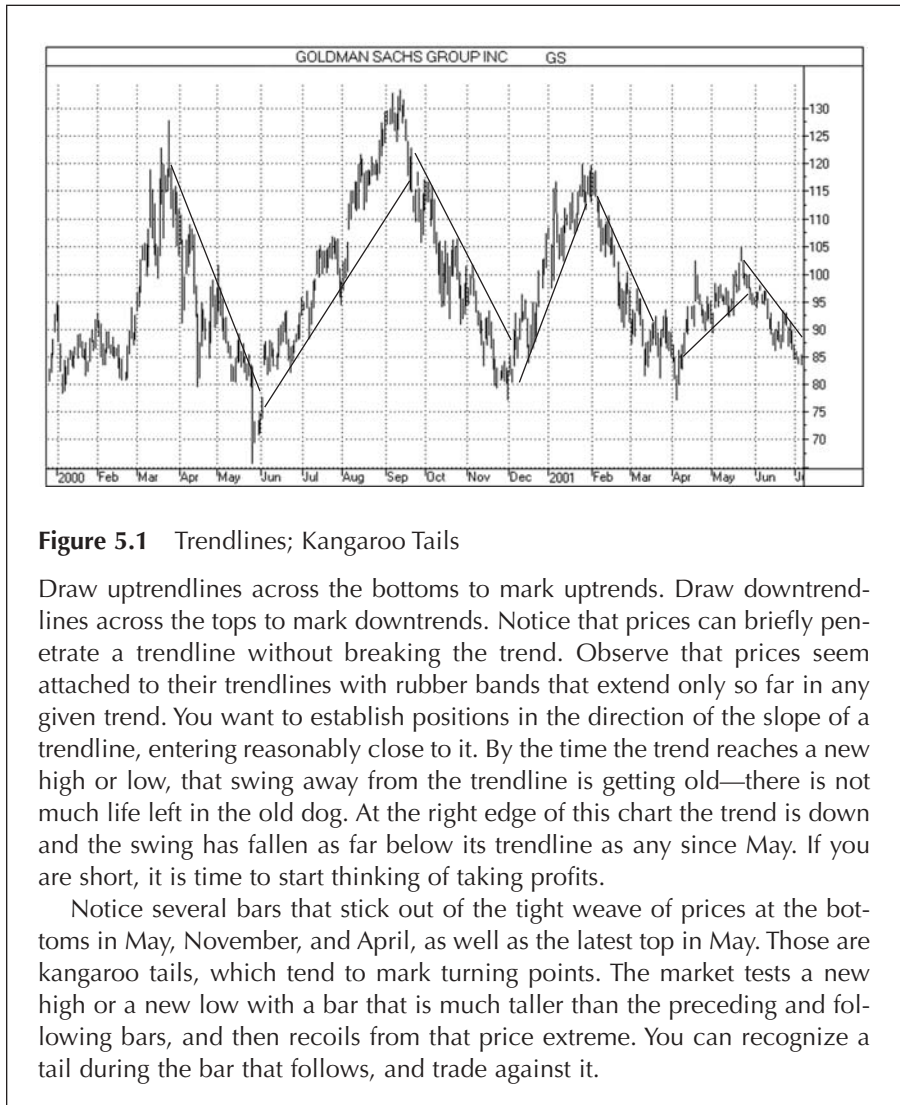 GOLDMAN SACHS GROUP INC GS
130
125
120
115
110
105
100
95
90
85
80
75
70
2000 Feb Mar Apr May Jun Jul Aug Sep Oct Nov Dec 2001 Feb Mar Apr May Jun
Figure 5.1 Trendlines; Kangaroo Tails
Draw uptrendlines across the bottoms to mark uptrends. Draw downtrend-
lines across the tops to mark downtrends. Notice that prices can briefly pen-
etrate a trendline without breaking the trend. Observe that prices seem
attached to their trendlines with rubber bands that extend only so far in any
given trend. You want to establish positions in the direction of the slope of a
trendline, entering reasonably close to it. By the time the trend reaches a new
high or low, that swing away from the trendline is getting old—there is not
much life left in the old dog. At the right edge of this chart the trend is down
and the swing has fallen as far below its trendline as any since May. If you
are short, it is time to start thinking of taking profits.
Notice several bars that stick out of the tight weave of prices at the bot-
toms in May, November, and April, as well as the latest top in May. Those are
kangaroo tails, which tend to mark turning points. The market tests a new
high or a new low with a bar that is much taller than the preceding and fol-
lowing bars, and then recoils from that price extreme. You can recognize a
tail during the bar that follows, and trade against it.